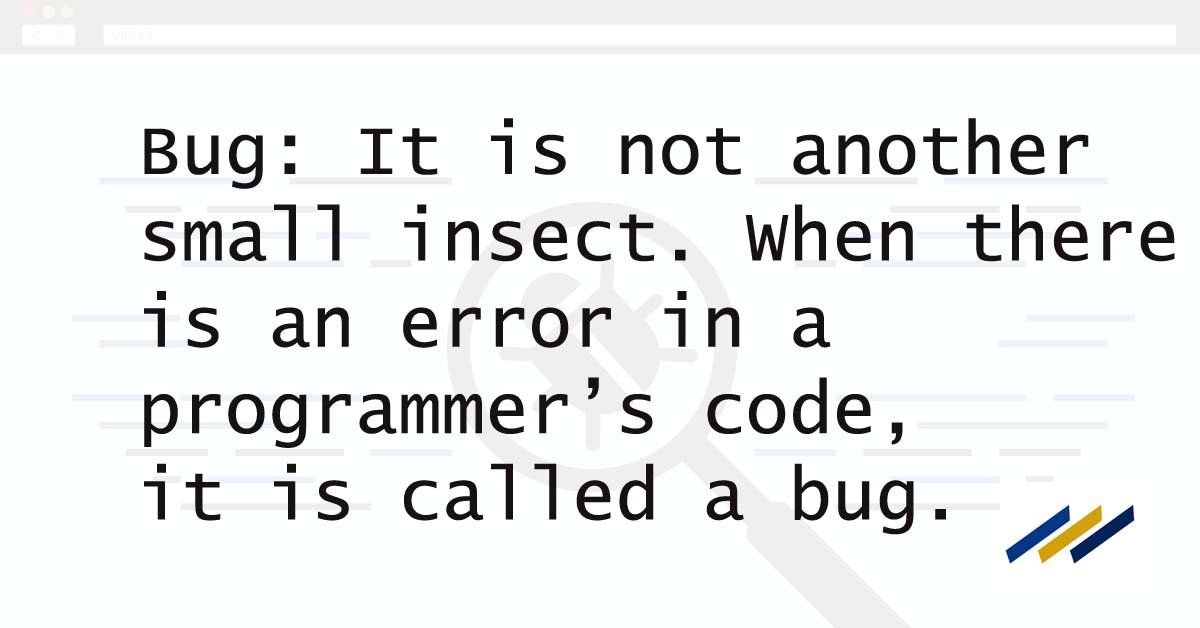 VIRUS!
Bug: It is not another
small insect. When there
is an error in a
programmer’s code,
it is called a bug.